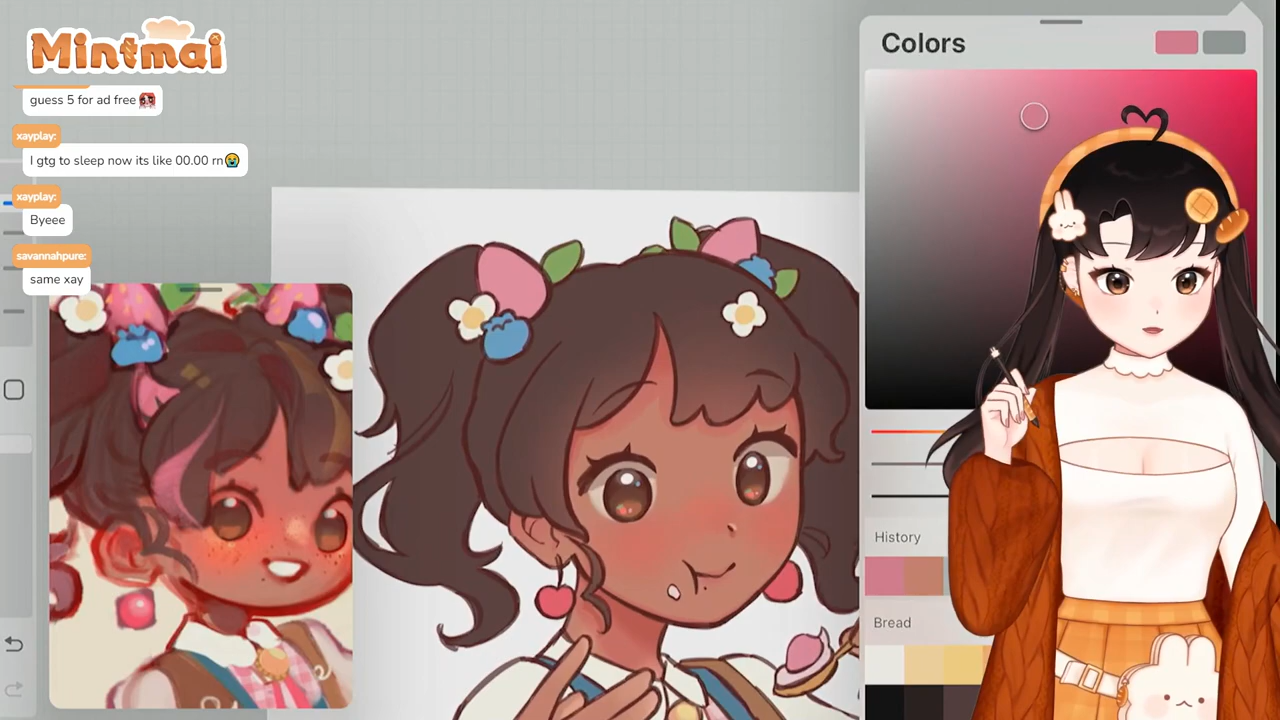 Mintmai
guess 5 for ad free
xayplay:
I gtg to sleep now its like 00.00 rn😭
xayplay:
Byeee
savannahpure:
same xay
Colors
History
Bread